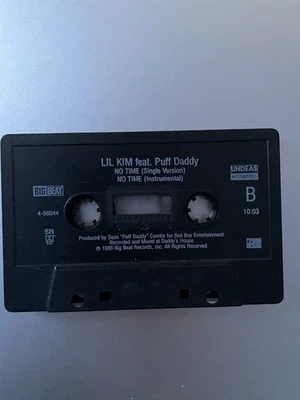 LIL KIM feat. Puff Daddy
NO TIME (Single Version)
NO TIME (Instrumental)
UNDEAS
RECORDINGS
BIG BEAT
B
4-98044
10:03
SR
Produced by Sean "Puff Daddy" Combs for Bad Boy Entertainment
Recorded and Mixed at Daddy's House
© 1996 Big Beat Records, Inc. All Rights Reserved